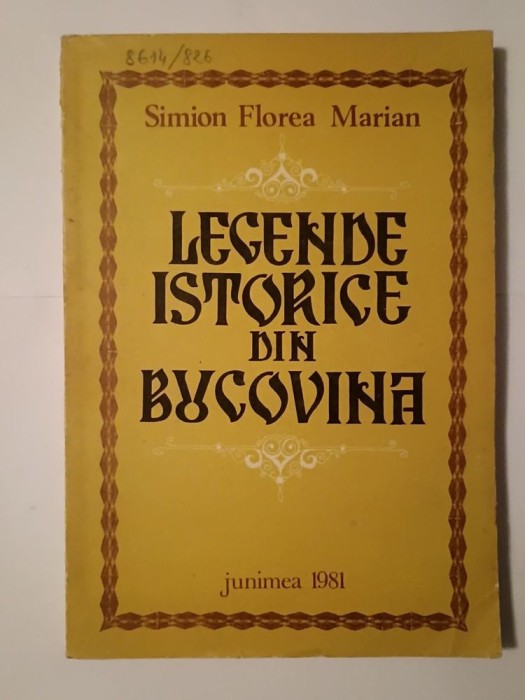 8614/826
Simion Florea Marian
LEGENDE
ISTORICE
DIN
BUCOVINA
junimea 1981